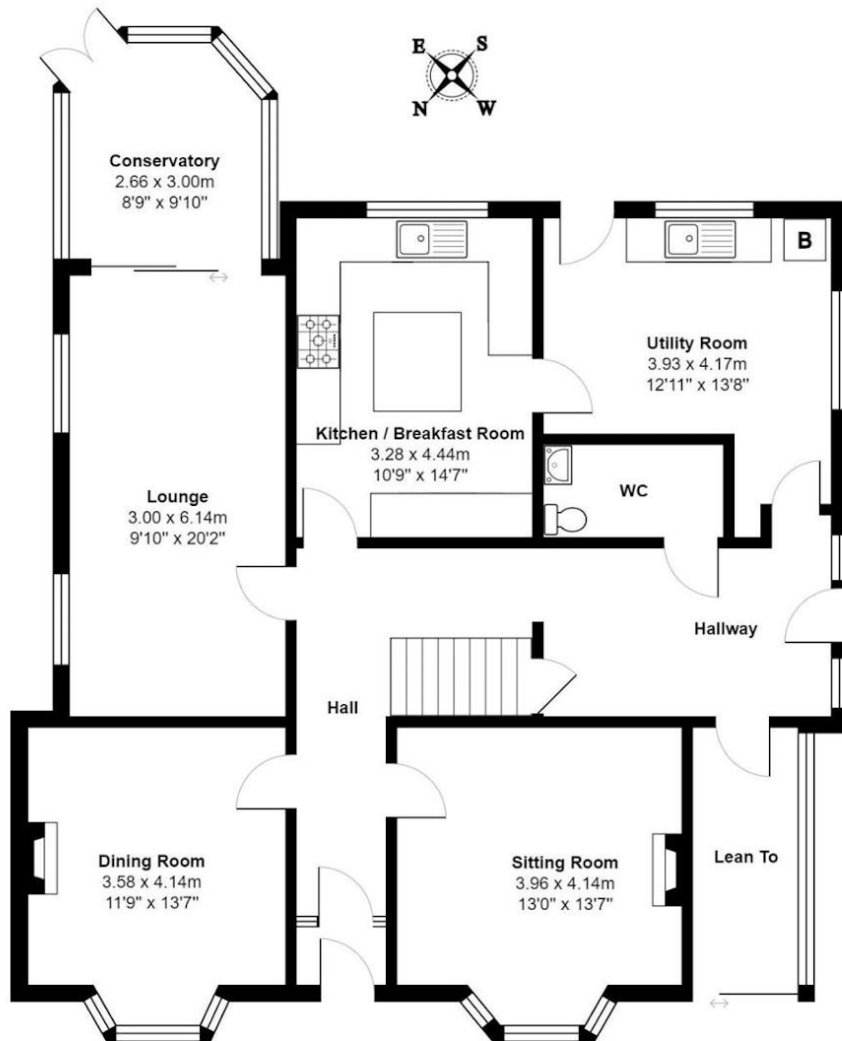 E S
N W
Conservatory
2.66 x 3.00m
8'9" x 9'10"
B
Utility Room
3.93 x 4.17m
12'11" x 13'8"
Kitchen / Breakfast Room
3.28 x 4.44m
10'9" x 14'7"
WC
Lounge
3.00 x 6.14m
9'10" x 20'2"
Hallway
Hall
Dining Room
3.58 x 4.14m
11'9" x 13'7"
Sitting Room
3.96 x 4.14m
13'0" x 13'7"
Lean To